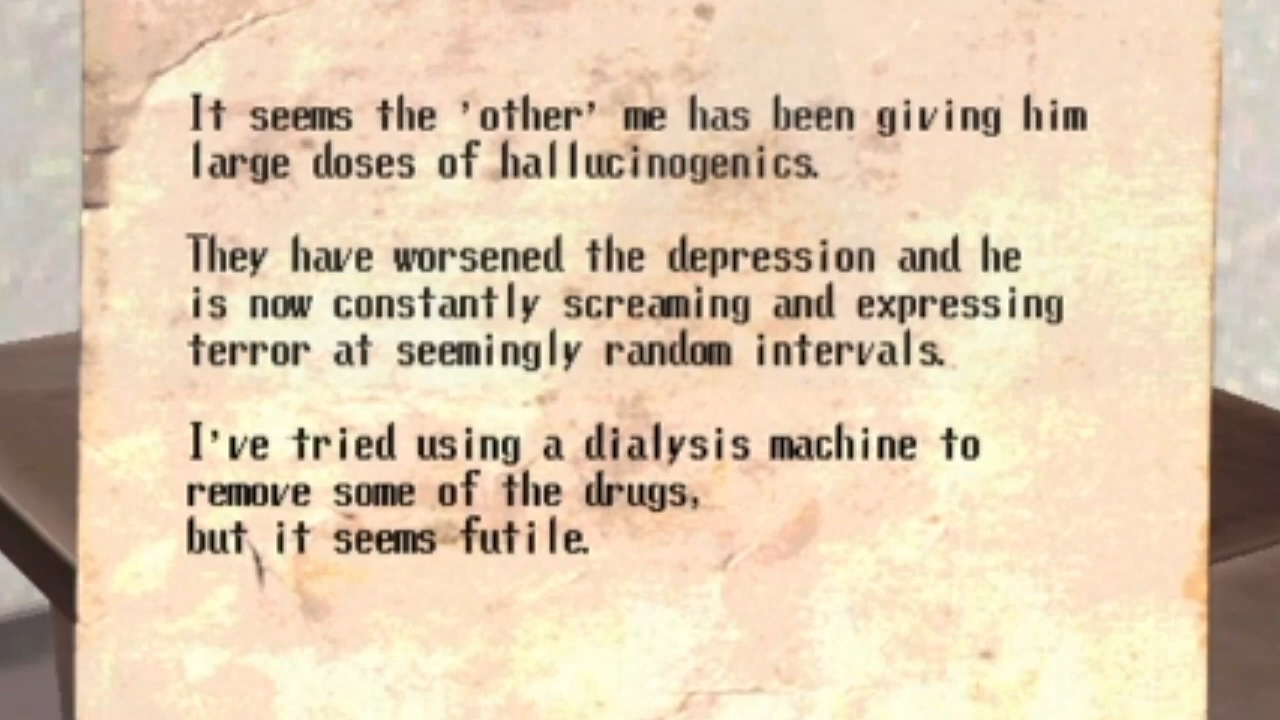 It seems the 'other' me has been giving him
large doses of hallucinogenics.
They have worsened the depression and he
is now constantly screaming and expressing
terror at seemingly random intervals.
I've tried using a dialysis machine to
remove some of the drugs,
but it seems futile.